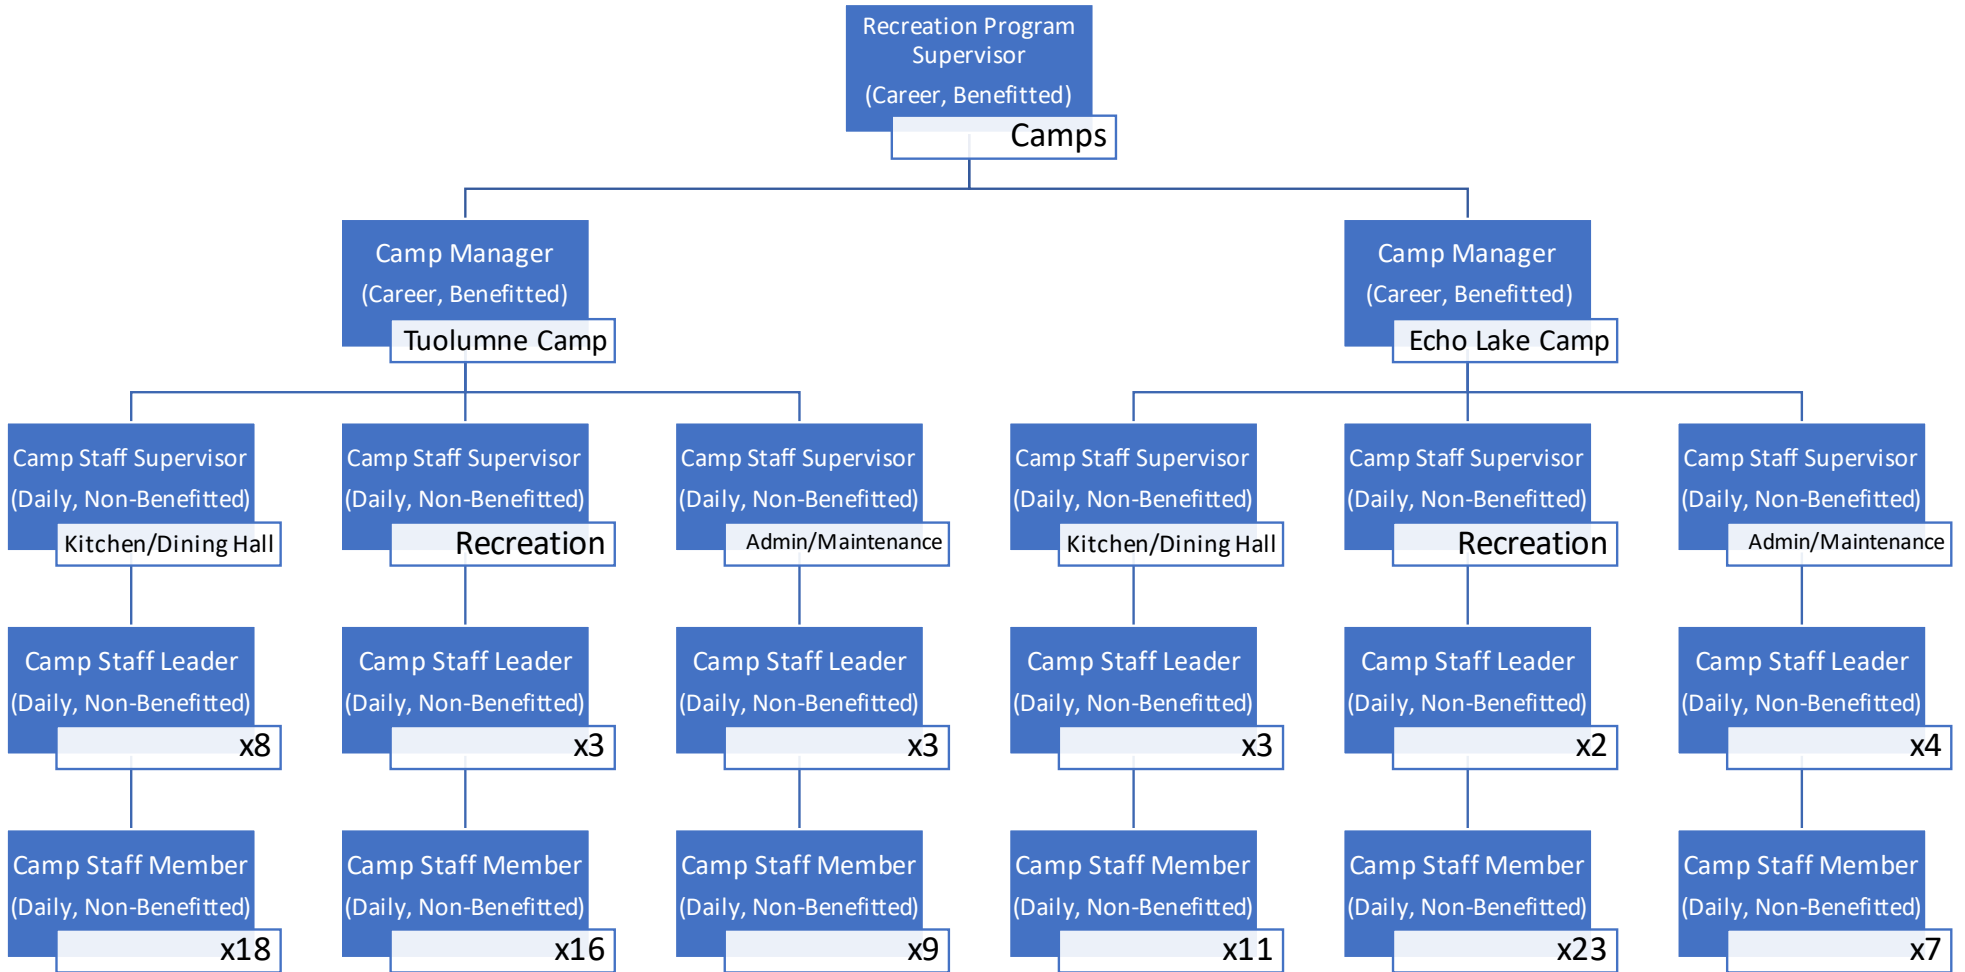 Recreation Program
Supervisor
(Career, Benefitted)
Camps
Camp Manager
(Career, Benefitted)
Tuolumne Camp
Camp Manager
(Career, Benefitted)
Echo Lake Camp
Camp Staff Supervisor
(Daily, Non-Benefitted)
Kitchen/Dining Hall
Camp Staff Supervisor
(Daily, Non-Benefitted)
Recreation
Camp Staff Supervisor
(Daily, Non-Benefitted)
Admin/Maintenance
Camp Staff Supervisor
(Daily, Non-Benefitted)
Kitchen/Dining Hall
Camp Staff Supervisor
(Daily, Non-Benefitted)
Recreation
Camp Staff Supervisor
(Daily, Non-Benefitted)
Admin/Maintenance
Camp Staff Leader
(Daily, Non-Benefitted)
x8
Camp Staff Leader
(Daily, Non-Benefitted)
x3
Camp Staff Leader
(Daily, Non-Benefitted)
x3
Camp Staff Leader
(Daily, Non-Benefitted)
x3
Camp Staff Leader
(Daily, Non-Benefitted)
x2
Camp Staff Leader
(Daily, Non-Benefitted)
x4
Camp Staff Member
(Daily, Non-Benefitted)
x18
Camp Staff Member
(Daily, Non-Benefitted)
x16
Camp Staff Member
(Daily, Non-Benefitted)
x9
Camp Staff Member
(Daily, Non-Benefitted)
x11
Camp Staff Member
(Daily, Non-Benefitted)
x23
Camp Staff Member
(Daily, Non-Benefitted)
x7